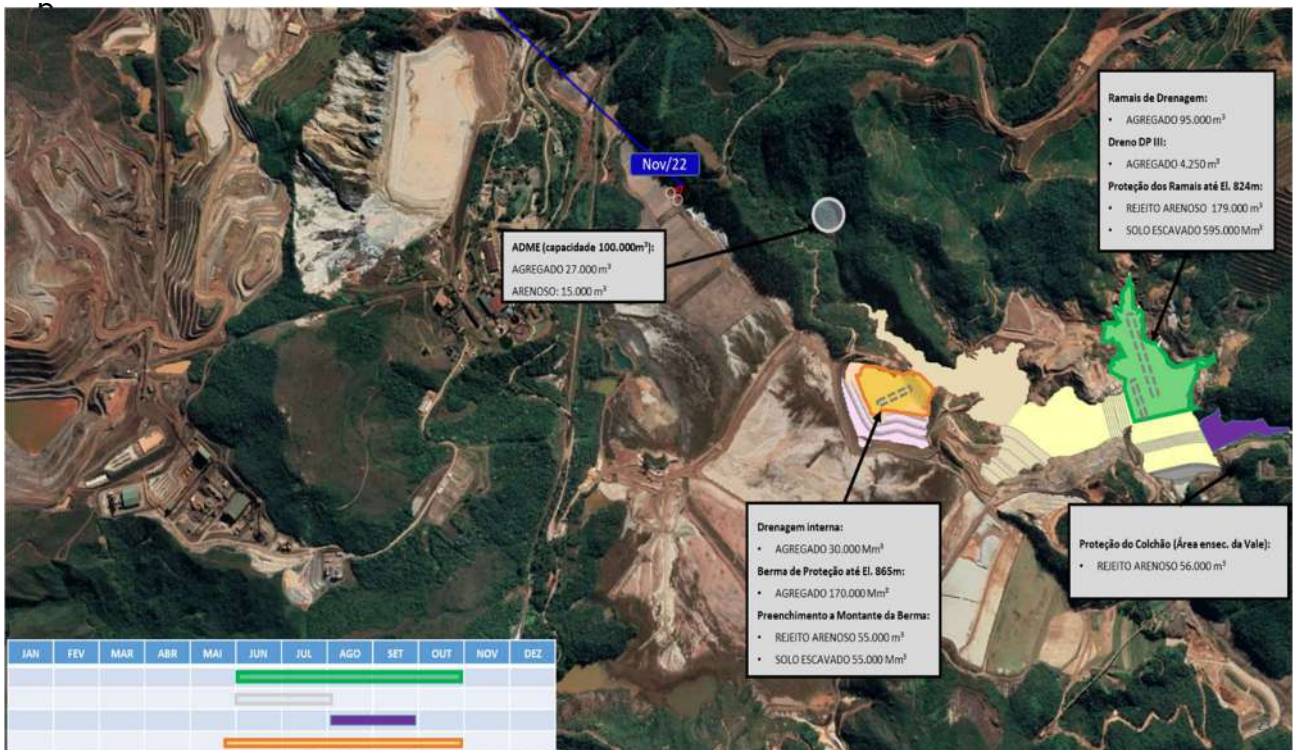 n
Nov/22
Ramais de Drenagem:
• AGREGADO 95.000 m³
Dreno DP III:
• AGREGADO 4.250 m³
Proteção dos Ramais até El. 824m:
• REJEITO ARENOSO 179.000 m³
• SOLO ESCAVADO 595.000 Mm³
ADME (capacidade 100.000m³):
AGREGADO 27.000 m³
ARENOSO: 15.000 m³
Drenagem interna:
• AGREGADO 30.000 Mm³
Berma de Proteção até El. 865m:
• AGREGADO 170.000 Mm³
Preenchimento a Montante da Berma:
• REJEITO ARENOSO 55.000 m³
• SOLO ESCAVADO 55.000 Mm³
Proteção do Colchão (Área ensec. da Vale):
• REJEITO ARENOSO 56.000 m³
JAN FEV MAR ABR MAI JUN JUL AGO SET OUT NOV DEZ